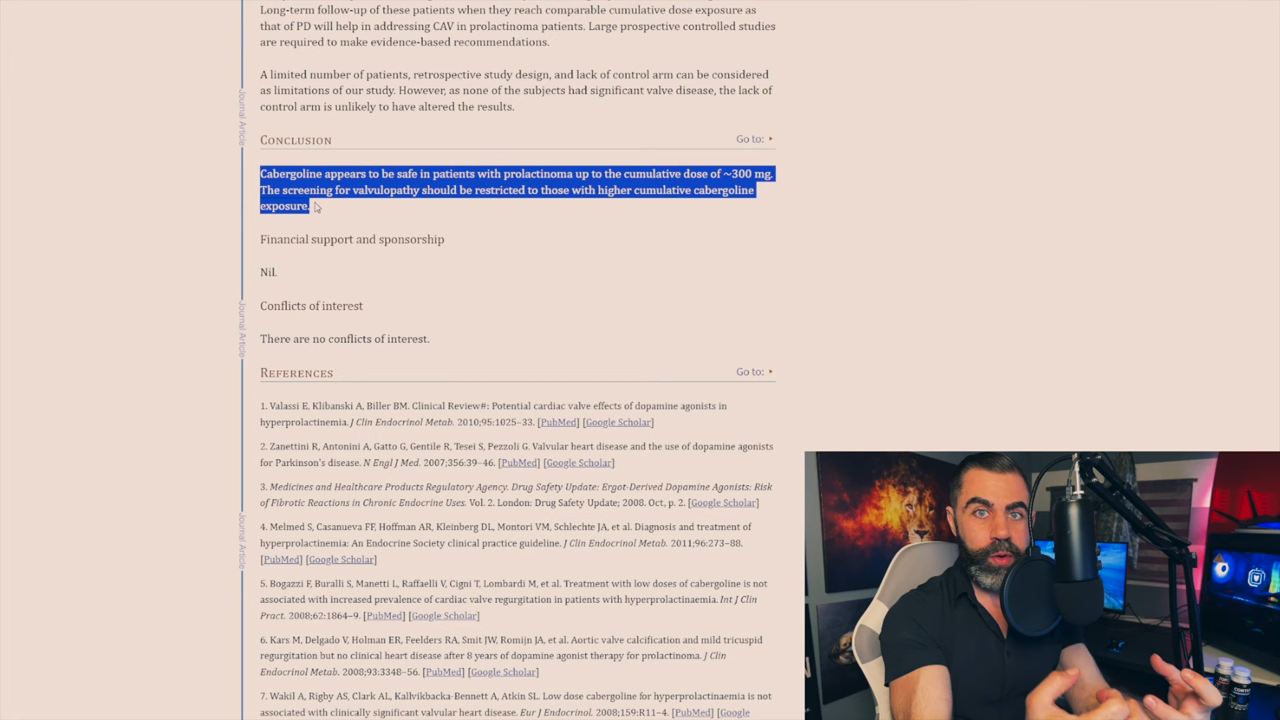 Long-term follow-up of these patients when they reach comparable cumulative dose exposure as
that of PD will help in addressing CAV in prolactinoma patients. Large prospective controlled studies
are required to make evidence-based recommendations.
A limited number of patients, retrospective study design, and lack of control arm can be considered
as limitations of our study. However, as none of the subjects had significant valve disease, the lack of
control arm is unlikely to have altered the results.
Journal Article
CONCLUSION
Go to:
Cabergoline appears to be safe in patients with prolactinoma up to the cumulative dose of ~300 mg.
The screening for valvulopathy should be restricted to those with higher cumulative cabergoline
exposure.
Financial support and sponsorship
Nil.
Journal Article
Conflicts of interest
There are no conflicts of interest.
REFERENCES
Go to:
1. Valassi E, Klibanski A, Biller BM. Clinical Review#: Potential cardiac valve effects of dopamine agonists in
hyperprolactinemia. J Clin Endocrinol Metab. 2010;95:1025–33. [PubMed] [Google Scholar]
2. Zanettini R, Antonini A, Gatto G, Gentile R, Tesei S, Pezzoli G. Valvular heart disease and the use of dopamine agonists
for Parkinson's disease. N Engl J Med. 2007;356:39–46. [PubMed] [Google Scholar]
3. Medicines and Healthcare Products Regulatory Agency. Drug Safety Update: Ergot-Derived Dopamine Agonists: Risk
of Fibrotic Reactions in Chronic Endocrine Uses. Vol. 2. London: Drug Safety Update; 2008. Oct, p. 2. [Google Scholar]
Journal Article
4. Melmed S, Casanueva FF, Hoffman AR, Kleinberg DL, Montori VM, Schlechte JA, et al. Diagnosis and treatment of
hyperprolactinemia: An Endocrine Society clinical practice guideline. J Clin Endocrinol Metab. 2011;96:273–88.
[PubMed] [Google Scholar]
5. Bogazzi F, Buralli S, Manetti L, Raffaelli V, Cigni T, Lombardi M, et al. Treatment with low doses of cabergoline is not
associated with increased prevalence of cardiac valve regurgitation in patients with hyperprolactinaemia. Int J Clin
Pract. 2008;62:1864–9. [PubMed] [Google Scholar]
6. Kars M, Delgado V, Holman ER, Feelders RA, Smit JW, Romijn JA, et al. Aortic valve calcification and mild tricuspid
regurgitation but no clinical heart disease after 8 years of dopamine agonist therapy for prolactinoma. J Clin
Endocrinol Metab. 2008;93:3348–56. [PubMed] [Google Scholar]
7. Wakil A, Rigby AS, Clark AL, Kallvikbacka-Bennett A, Atkin SL. Low dose cabergoline for hyperprolactinaemia is not
associated with clinically significant valvular heart disease. Eur J Endocrinol. 2008;159:R11–4. [PubMed] [Google